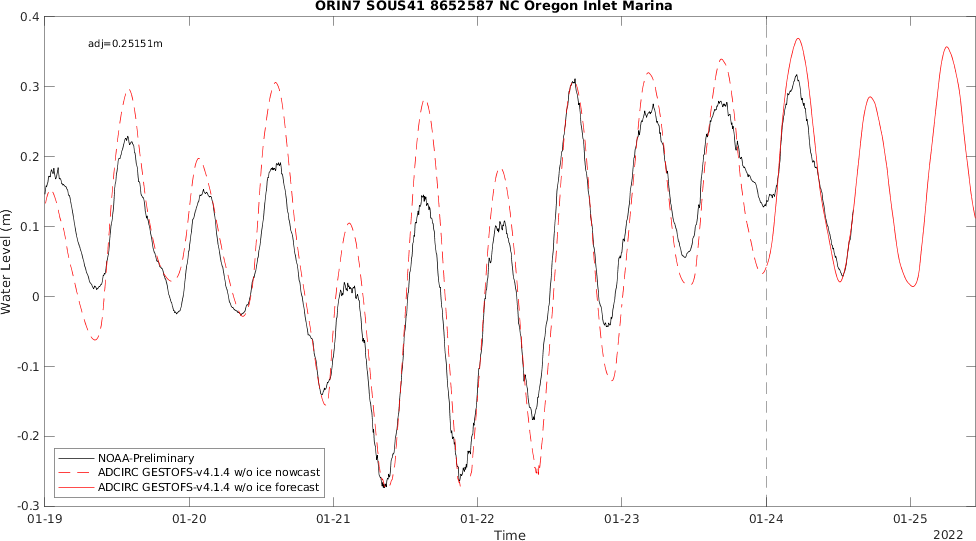 ORIN7 SOUS41 8652587 NC Oregon Inlet Marina
adj=0.25151m
Water Level (m)
0.4
0.3
0.2
0.1
0
-0.1
-0.2
-0.3
NOAA-Preliminary
ADCIRC GESTOFS-v4.1.4 w/o ice nowcast
ADCIRC GESTOFS-v4.1.4 w/o ice forecast
01-19 01-20 01-21 01-22 01-23 01-24 01-25
Time
2022